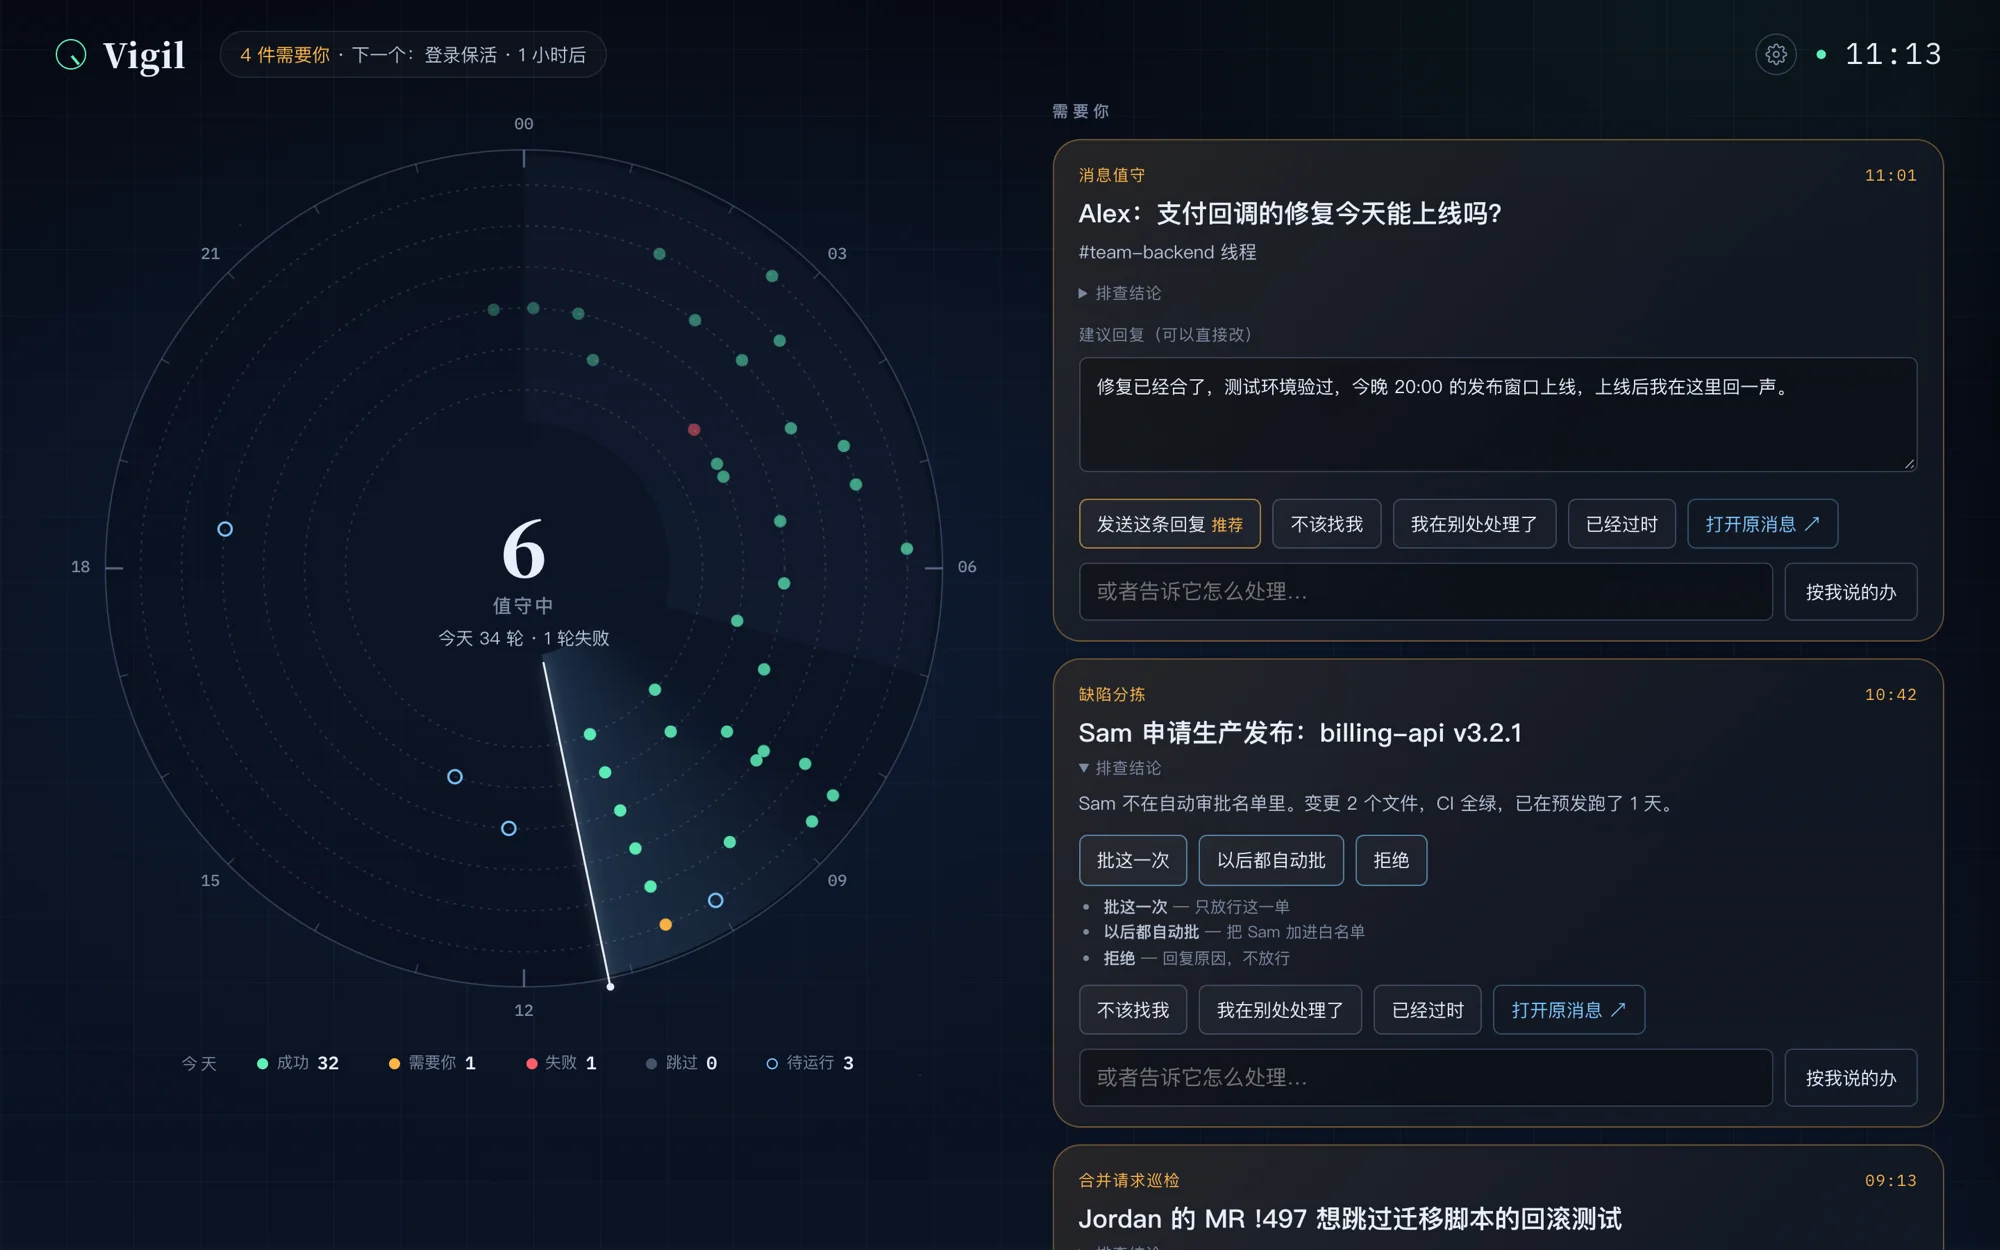 Vigil
4 件需要你 · 下一个：登录保活 · 1 小时后
11:13
00
03
06
09
12
15
18
21
6
值守中
今天 34 轮 · 1 轮失败
今天 成功 32 需要你 1 失败 1 跳过 0 待运行 3
需要你
消息值守 11:01
Alex：支付回调的修复今天能上线吗？
#team-backend 线程
▶ 排查结论
建议回复（可以直接改）
修复已经合了，测试环境验过，今晚 20:00 的发布窗口上线，上线后我在这里回一声。
发送这条回复 推荐 不该找我 我在别处处理了 已经过时 打开原消息 ↗
或者告诉它怎么处理… 按我说的办
缺陷分拣 10:42
Sam 申请生产发布：billing-api v3.2.1
▼ 排查结论
Sam 不在自动审批名单里。变更 2 个文件，CI 全绿，已在预发跑了 1 天。
批这一次 以后都自动批 拒绝
• 批这一次 — 只放行这一单
• 以后都自动批 — 把 Sam 加进白名单
• 拒绝 — 回复原因，不放行
不该找我 我在别处处理了 已经过时 打开原消息 ↗
或者告诉它怎么处理… 按我说的办
合并请求巡检 09:13
Jordan 的 MR !497 想跳过迁移脚本的回滚测试